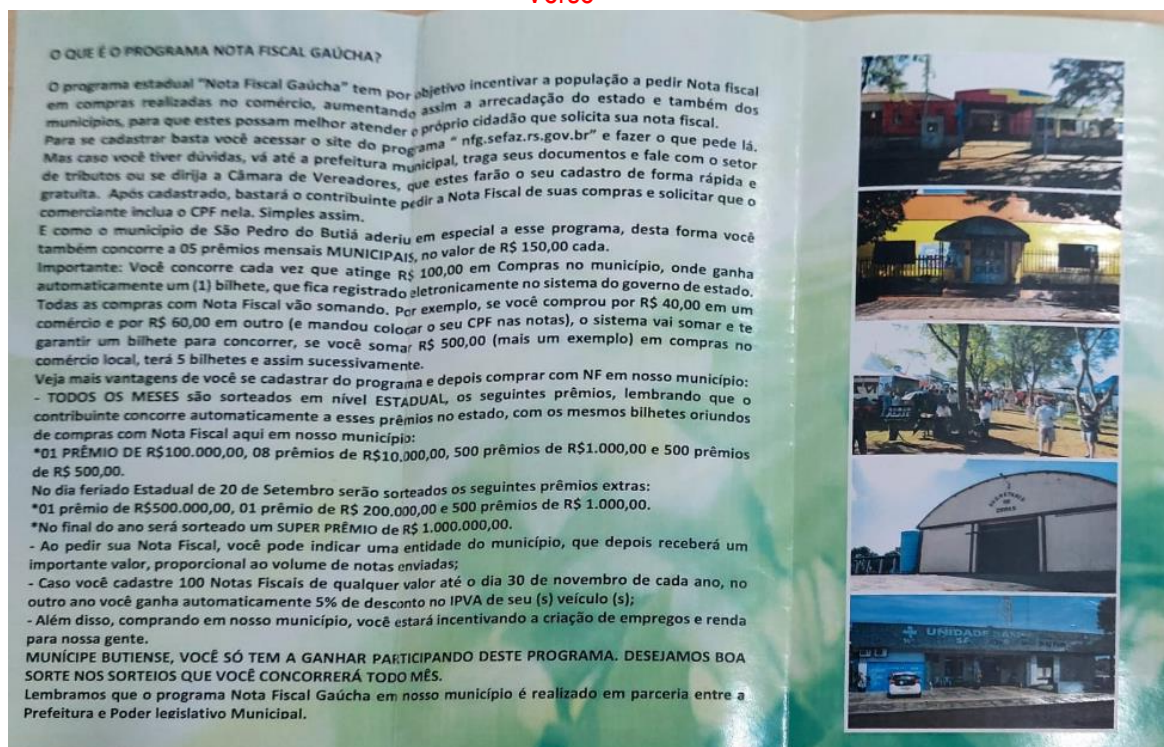 Verso
O QUE É O PROGRAMA NOTA FISCAL GAÚCHA?
O programa estadual "Nota Fiscal Gaúcha" tem por objetivo incentivar a população a pedir Nota fiscal
em compras realizadas no comércio, aumentando assim a arrecadação do estado e também dos
municípios, para que estes possam melhor atender o próprio cidadão que solicita sua nota fiscal.
Para se cadastrar basta você acessar o site do programa " nfg.sefaz.rs.gov.br" e fazer o que pede lá.
Mas caso você tiver dúvidas, vá até a prefeitura municipal, traga seus documentos e fale com o setor
de tributos ou se dirija a Câmara de Vereadores, que estes farão o seu cadastro de forma rápida e
gratuita. Após cadastrado, bastará o contribuinte pedir a Nota Fiscal de suas compras e solicitar que o
comerciante inclua o CPF nela. Simples assim.
E como o município de São Pedro do Butiá aderiu em especial a esse programa, desta forma você
também concorre a 05 prêmios mensais MUNICIPAIS, no valor de R$ 150,00 cada.
Importante: Você concorre cada vez que atinge R$ 100,00 em Compras no município, onde ganha
automaticamente um (1) bilhete, que fica registrado eletronicamente no sistema do governo de estado.
Todas as compras com Nota Fiscal vão somando. Por exemplo, se você comprou por R$ 40,00 em um
comércio e por R$ 60,00 em outro (e mandou colocar o seu CPF nas notas), o sistema vai somar e te
garantir um bilhete para concorrer, se você somar R$ 500,00 (mais um exemplo) em compras no
comércio local, terá 5 bilhetes e assim sucessivamente.
Veja mais vantagens de você se cadastrar do programa e depois comprar com NF em nosso município:
- TODOS OS MESES são sorteados em nível ESTADUAL, os seguintes prêmios, lembrando que o
contribuinte concorre automaticamente a esses prêmios no estado, com os mesmos bilhetes oriundos
de compras com Nota Fiscal aqui em nosso município:
*01 PRÊMIO DE R$100.000,00, 08 prêmios de R$10.000,00, 500 prêmios de R$1.000,00 e 500 prêmios
de R$ 500,00.
No dia feriado Estadual de 20 de Setembro serão sorteados os seguintes prêmios extras:
*01 prêmio de R$500.000,00, 01 prêmio de R$ 200.000,00 e 500 prêmios de R$ 1.000,00.
*No final do ano será sorteado um SUPER PRÊMIO de R$ 1.000.000,00.
- Ao pedir sua Nota Fiscal, você pode indicar uma entidade do município, que depois receberá um
importante valor, proporcional ao volume de notas enviadas;
- Caso você cadastre 100 Notas Fiscais de qualquer valor até o dia 30 de novembro de cada ano, no
outro ano você ganha automaticamente 5% de desconto no IPVA de seu (s) veículo (s);
- Além disso, comprando em nosso município, você estará incentivando a criação de empregos e renda
para nossa gente.
MUNÍCIPE BUTIENSE, VOCÊ SÓ TEM A GANHAR PARTICIPANDO DESTE PROGRAMA. DESEJAMOS BOA
SORTE NOS SORTEIOS QUE VOCÊ CONCORRERÁ TODO MÊS.
Lembramos que o programa Nota Fiscal Gaúcha em nosso município é realizado em parceria entre a
Prefeitura e Poder legislativo Municipal.
SECRETARIA
DE
OBRAS
UNIDADE